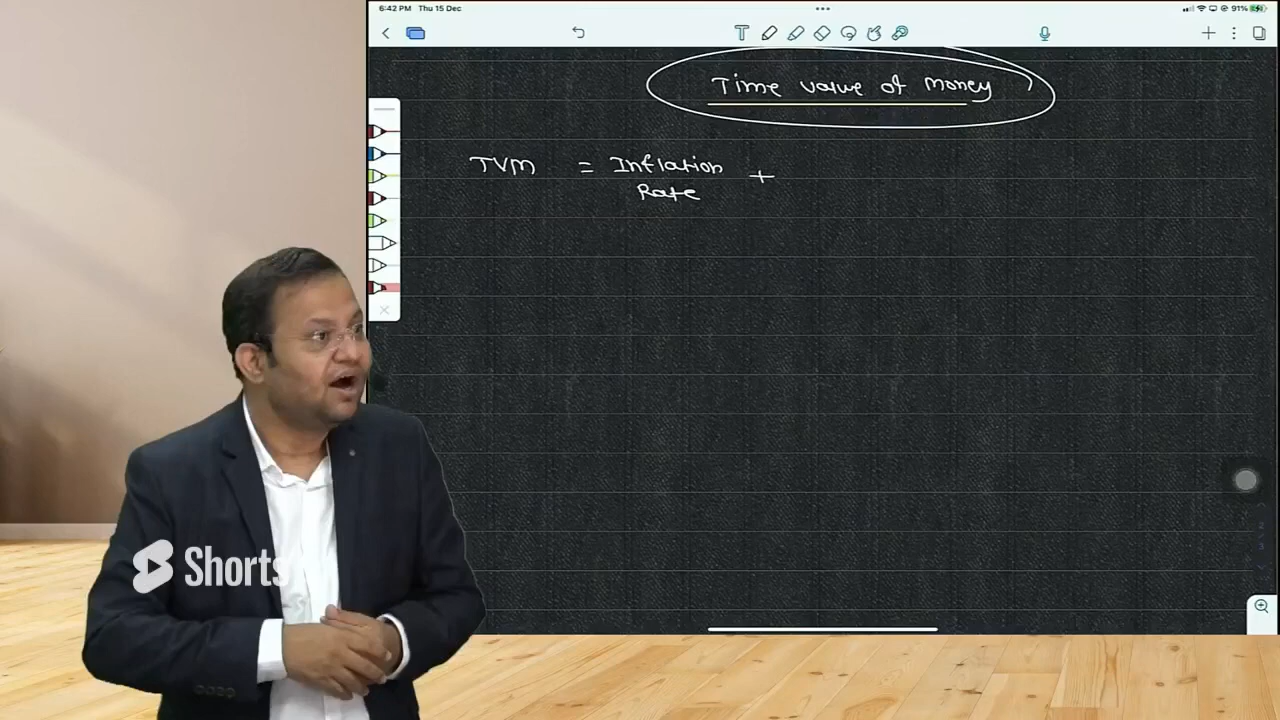 6:42 PM Thu 15 Dec
91%
Time value of Money
TVM = Inflation +
Rate
Shorts